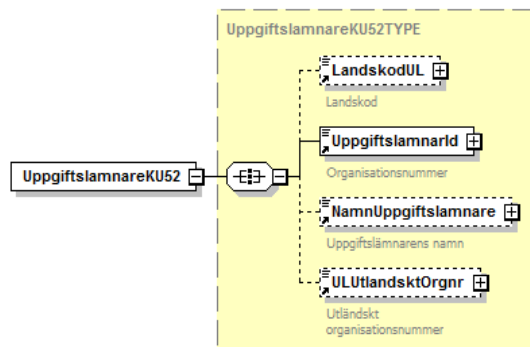 UppgiftslamnareKU52TYPE
LandskodUL
Landskod
UppgiftslamnarId
Organisationsnummer
UppgiftslamnareKU52
NamnUppgiftslamnare
Uppgiftslämnarens namn
ULUtlandsktOrgnr
Utländskt
organisationsnummer